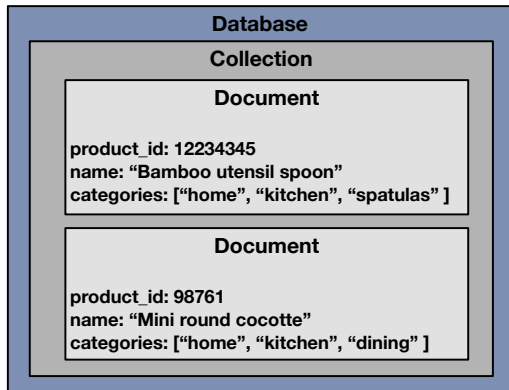 Database
Collection
Document
product_id: 12234345
name: “Bamboo utensil spoon”
categories: [“home”, “kitchen”, “spatulas” ]
Document
product_id: 98761
name: “Mini round cocotte”
categories: [“home”, “kitchen”, “dining” ]